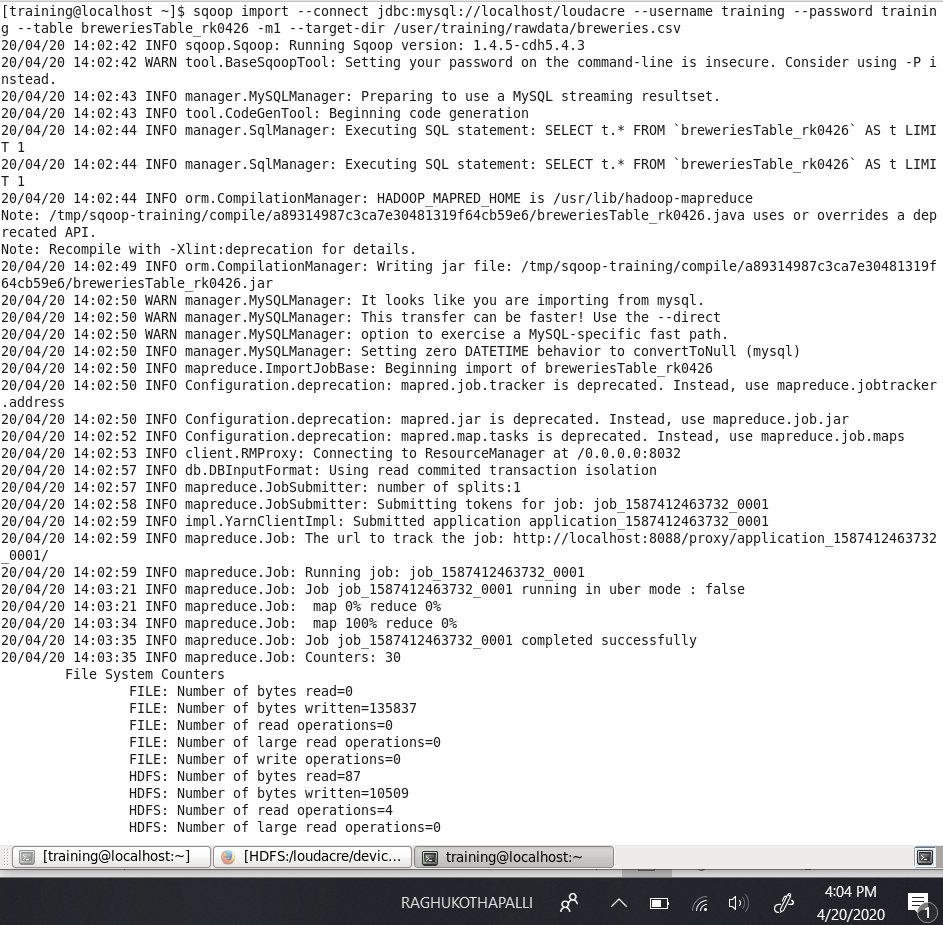 [training@localhost ~]$ sqoop import --connect jdbc:mysql://localhost/loudacre --username training --password trainin
g --table breweriesTable_rk0426 -m1 --target-dir /user/training/rawdata/breweries.csv
20/04/20 14:02:42 INFO sqoop.Sqoop: Running Sqoop version: 1.4.5-cdh5.4.3
20/04/20 14:02:42 WARN tool.BaseSqoopTool: Setting your password on the command-line is insecure. Consider using -P i
nstead.
20/04/20 14:02:43 INFO manager.MySQLManager: Preparing to use a MySQL streaming resultset.
20/04/20 14:02:43 INFO tool.CodeGenTool: Beginning code generation
20/04/20 14:02:44 INFO manager.SqlManager: Executing SQL statement: SELECT t.* FROM `breweriesTable_rk0426` AS t LIMI
T 1
20/04/20 14:02:44 INFO manager.SqlManager: Executing SQL statement: SELECT t.* FROM `breweriesTable_rk0426` AS t LIMI
T 1
20/04/20 14:02:44 INFO orm.CompilationManager: HADOOP_MAPRED_HOME is /usr/lib/hadoop-mapreduce
Note: /tmp/sqoop-training/compile/a89314987c3ca7e30481319f64cb59e6/breweriesTable_rk0426.java uses or overrides a dep
recated API.
Note: Recompile with -Xlint:deprecation for details.
20/04/20 14:02:49 INFO orm.CompilationManager: Writing jar file: /tmp/sqoop-training/compile/a89314987c3ca7e30481319f
64cb59e6/breweriesTable_rk0426.jar
20/04/20 14:02:50 WARN manager.MySQLManager: It looks like you are importing from mysql.
20/04/20 14:02:50 WARN manager.MySQLManager: This transfer can be faster! Use the --direct
20/04/20 14:02:50 WARN manager.MySQLManager: option to exercise a MySQL-specific fast path.
20/04/20 14:02:50 INFO manager.MySQLManager: Setting zero DATETIME behavior to convertToNull (mysql)
20/04/20 14:02:50 INFO mapreduce.ImportJobBase: Beginning import of breweriesTable_rk0426
20/04/20 14:02:50 INFO Configuration.deprecation: mapred.job.tracker is deprecated. Instead, use mapreduce.jobtracker
.address
20/04/20 14:02:50 INFO Configuration.deprecation: mapred.jar is deprecated. Instead, use mapreduce.job.jar
20/04/20 14:02:52 INFO Configuration.deprecation: mapred.map.tasks is deprecated. Instead, use mapreduce.job.maps
20/04/20 14:02:53 INFO client.RMProxy: Connecting to ResourceManager at /0.0.0.0:8032
20/04/20 14:02:57 INFO db.DBInputFormat: Using read commited transaction isolation
20/04/20 14:02:57 INFO mapreduce.JobSubmitter: number of splits:1
20/04/20 14:02:58 INFO mapreduce.JobSubmitter: Submitting tokens for job: job_1587412463732_0001
20/04/20 14:02:59 INFO impl.YarnClientImpl: Submitted application application_1587412463732_0001
20/04/20 14:02:59 INFO mapreduce.Job: The url to track the job: http://localhost:8088/proxy/application_1587412463732
_0001/
20/04/20 14:02:59 INFO mapreduce.Job: Running job: job_1587412463732_0001
20/04/20 14:03:21 INFO mapreduce.Job: Job job_1587412463732_0001 running in uber mode : false
20/04/20 14:03:21 INFO mapreduce.Job:  map 0% reduce 0%
20/04/20 14:03:34 INFO mapreduce.Job:  map 100% reduce 0%
20/04/20 14:03:35 INFO mapreduce.Job: Job job_1587412463732_0001 completed successfully
20/04/20 14:03:35 INFO mapreduce.Job: Counters: 30
File System Counters
FILE: Number of bytes read=0
FILE: Number of bytes written=135837
FILE: Number of read operations=0
FILE: Number of large read operations=0
FILE: Number of write operations=0
HDFS: Number of bytes read=87
HDFS: Number of bytes written=10509
HDFS: Number of read operations=4
HDFS: Number of large read operations=0
[training@localhost:~] [HDFS:/loudacre/devic... training@localhost:~
RAGHUKOTHAPALLI
4:04 PM
4/20/2020
1